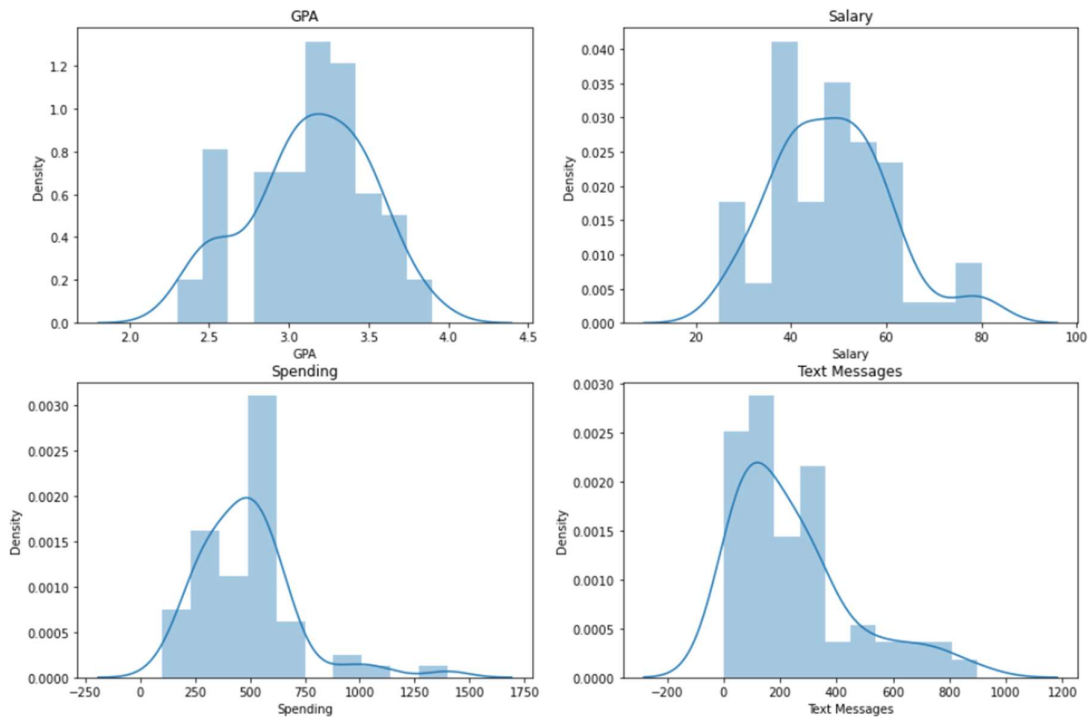 GPA
Density
1.2
1.0
0.8
0.6
0.4
0.2
0.0
2.0 2.5 3.0 3.5 4.0 4.5
GPA
Salary
Density
0.040
0.035
0.030
0.025
0.020
0.015
0.010
0.005
0.000
20 40 60 80 100
Salary
Spending
Density
0.0030
0.0025
0.0020
0.0015
0.0010
0.0005
0.0000
−250 0 250 500 750 1000 1250 1500 1750
Spending
Text Messages
Density
0.0030
0.0025
0.0020
0.0015
0.0010
0.0005
0.0000
−200 0 200 400 600 800 1000 1200
Text Messages